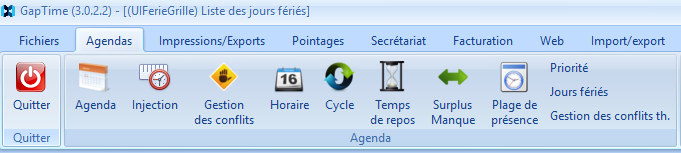 GapTime (3.0.2.2) - [(UIFerieGrille) Liste des jours fériés]
Fichiers Agendas Impressions/Exports Pointages Secrétariat Facturation Web Import/export
Quitter
Quitter
Agenda
Injection
Gestion
des conflits
16
Horaire
Cycle
Temps
de repos
Surplus
Manque
Plage de
présence
Priorité
Jours fériés
Gestion des conflits th.
Agenda